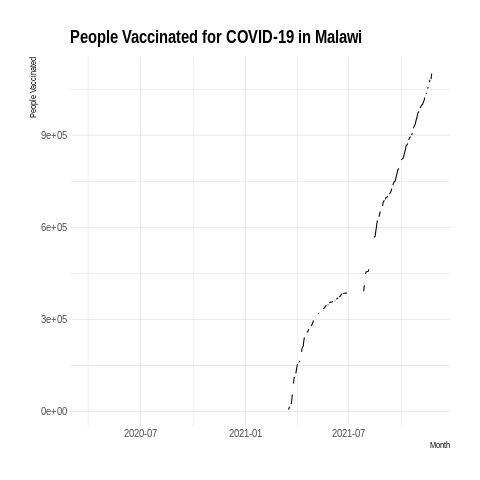 People Vaccinated for COVID-19 in Malawi
People Vaccinated
9e+05
6e+05
3e+05
0e+00
2020-07 2021-01 2021-07
Month